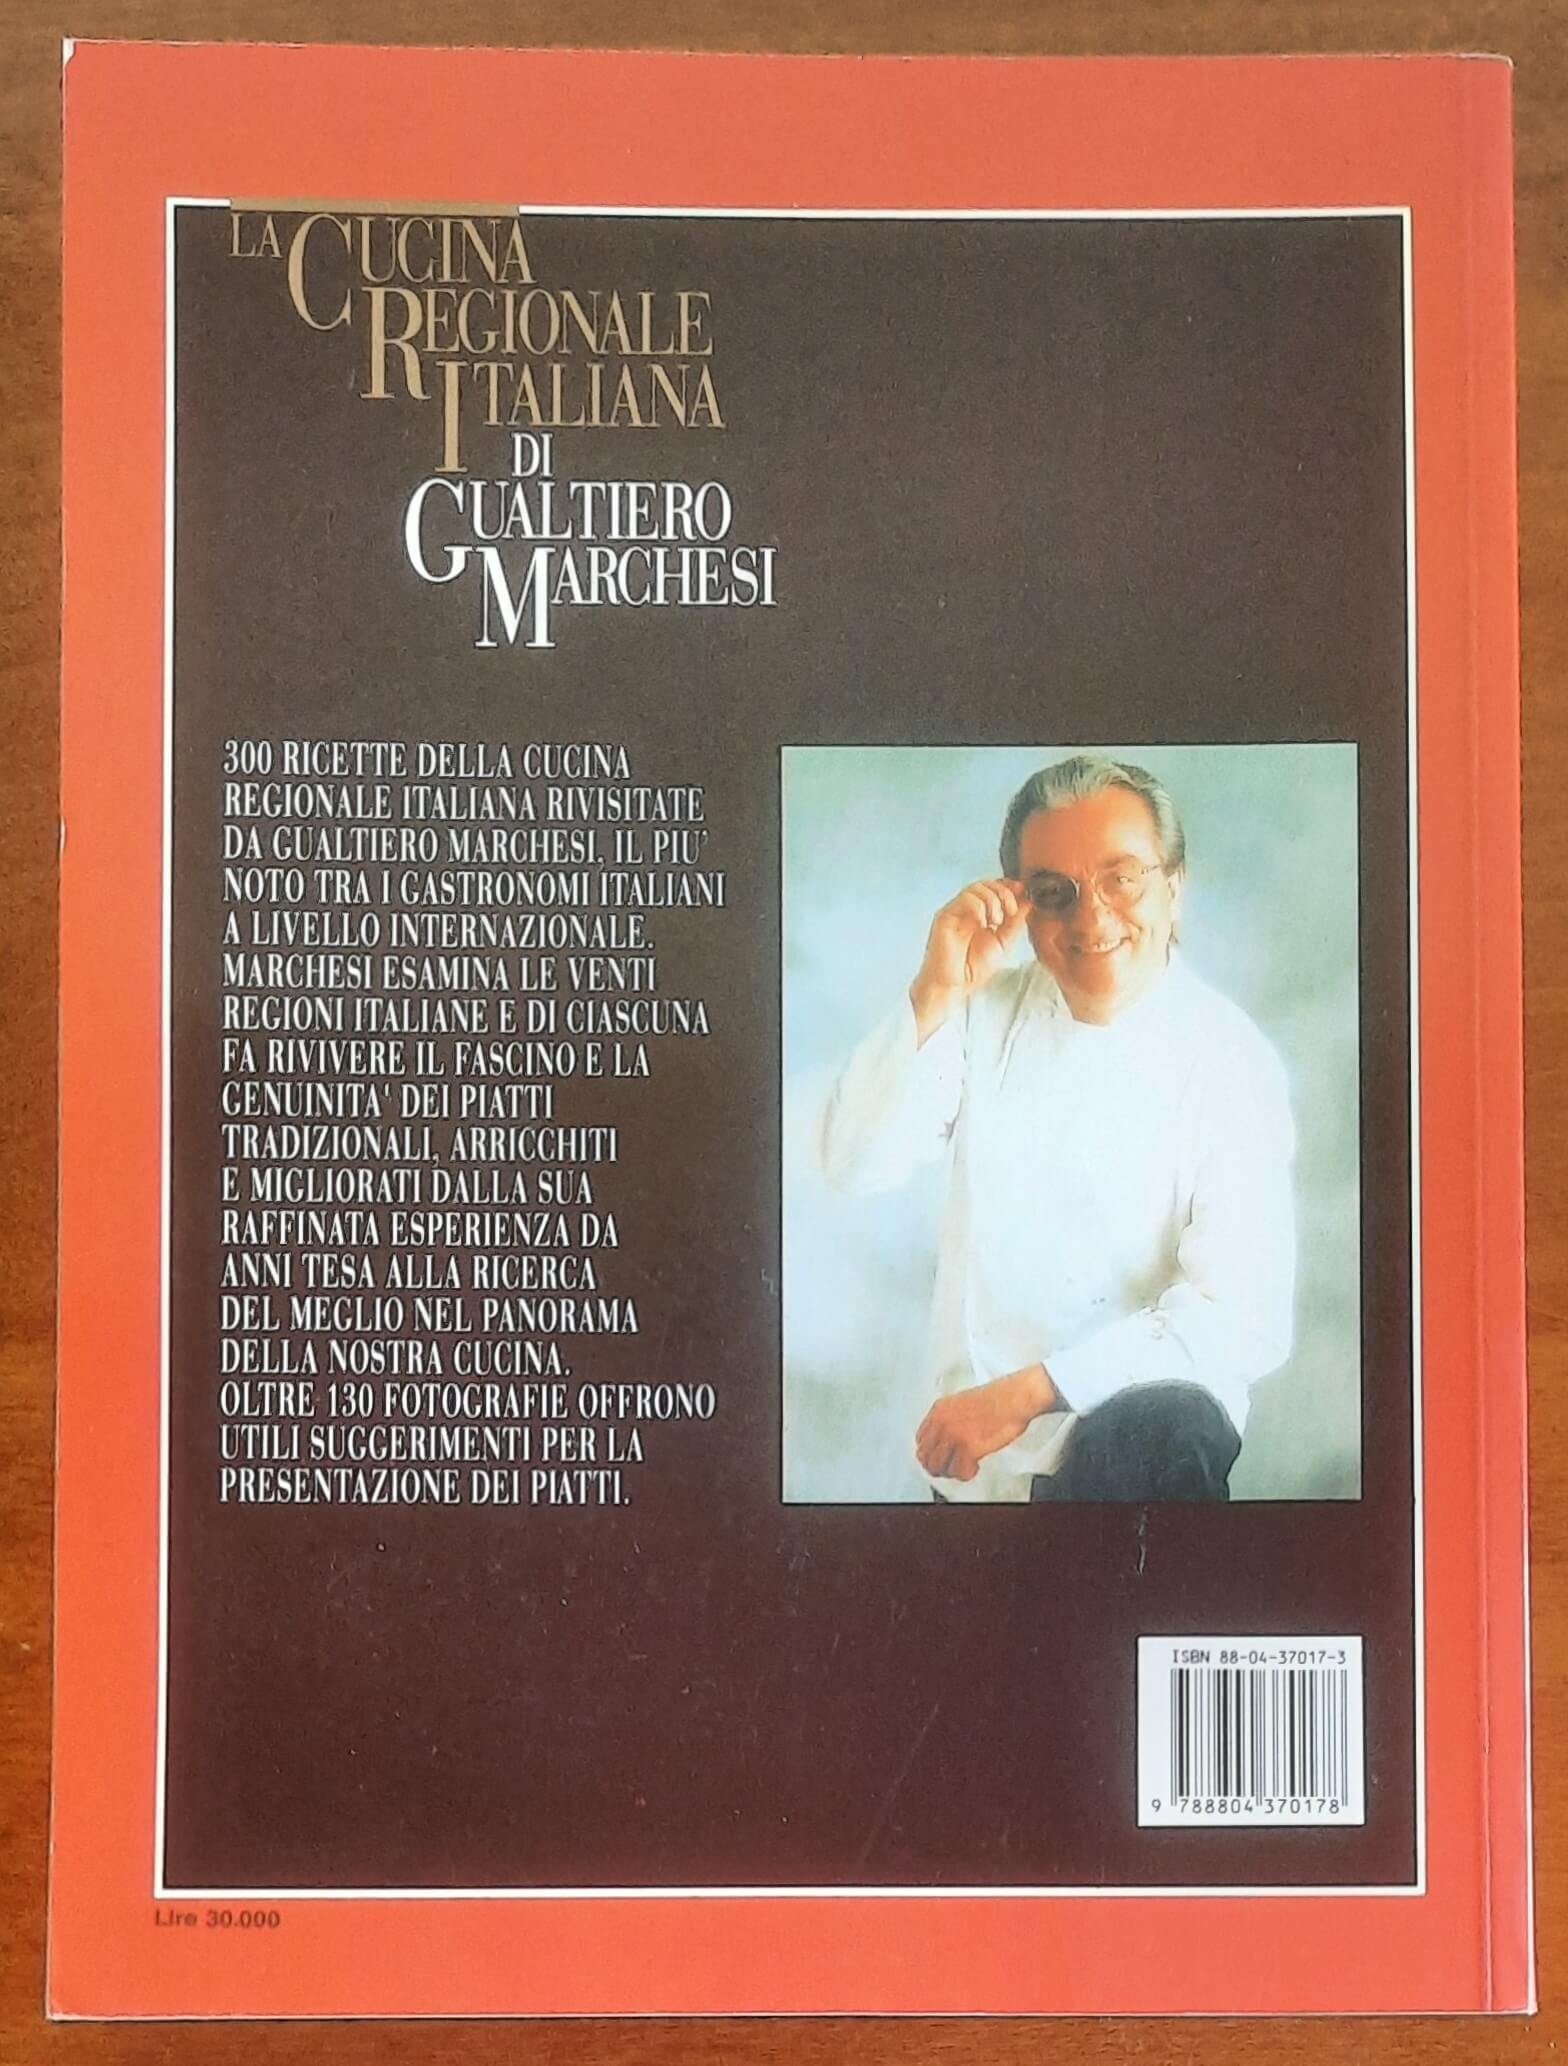 LA CUCINA
REGIONALE
ITALIANA
DI
GUALTIERO
MARCHESI
300 RICETTE DELLA CUCINA
REGIONALE ITALIANA RIVISITATE
DA GUALTIERO MARCHESI, IL PIU'
NOTO TRA I GASTRONOMI ITALIANI
A LIVELLO INTERNAZIONALE.
MARCHESI ESAMINA LE VENTI
REGIONI ITALIANE E DI CIASCUNA
FA RIVIVERE IL FASCINO E LA
GENUINITA' DEI PIATTI
TRADIZIONALI, ARRICCHITI
E MIGLIORATI DALLA SUA
RAFFINATA ESPERIENZA DA
ANNI TESA ALLA RICERCA
DEL MEGLIO NEL PANORAMA
DELLA NOSTRA CUCINA.
OLTRE 130 FOTOGRAFIE OFFRONO
UTILI SUGGERIMENTI PER LA
PRESENTAZIONE DEI PIATTI.
ISBN 88-04-37017-3
9 788804 370178
Lire 30.000